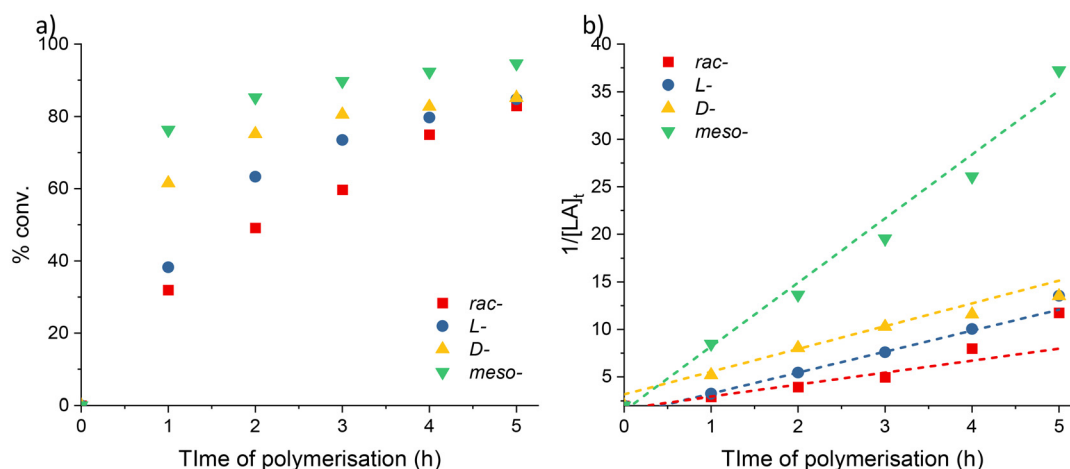 a)
100
80
60
40
20
0
% conv.
0 1 2 3 4 5
TIme of polymerisation (h)
rac-
L-
D-
meso-
b)
40
35
30
25
20
15
10
5
1/[LA]t
0 1 2 3 4 5
TIme of polymerisation (h)
rac-
L-
D-
meso-